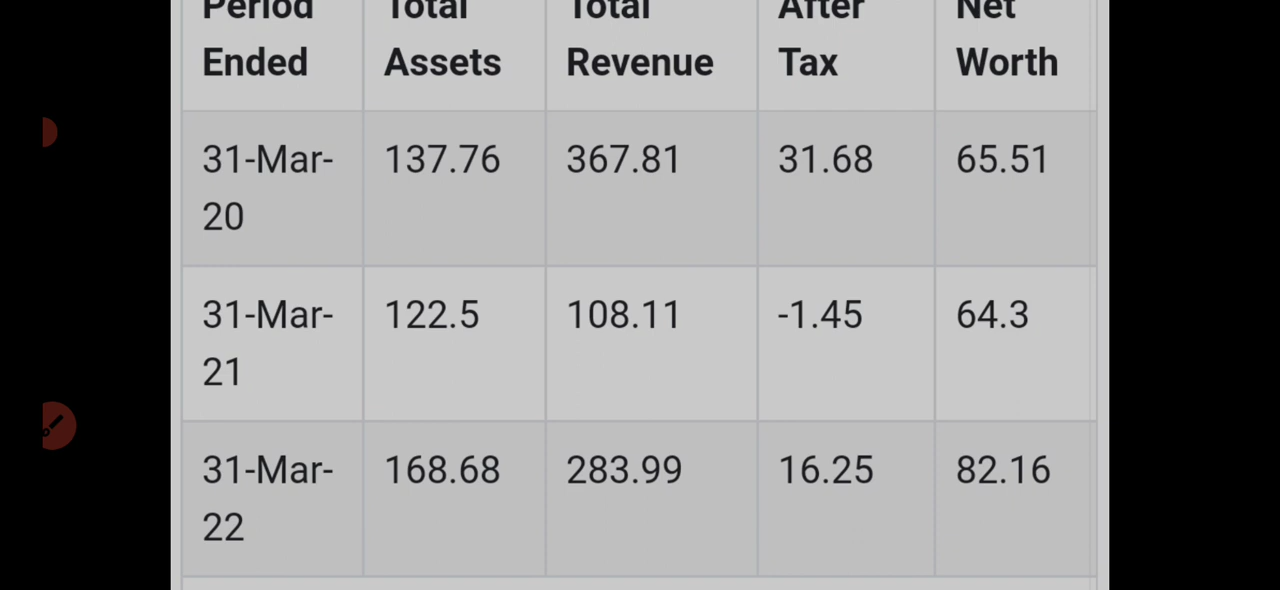 Period Total Total After Net
Ended Assets Revenue Tax Worth
31-Mar- 137.76 367.81 31.68 65.51
20
31-Mar- 122.5 108.11 -1.45 64.3
21
31-Mar- 168.68 283.99 16.25 82.16
22